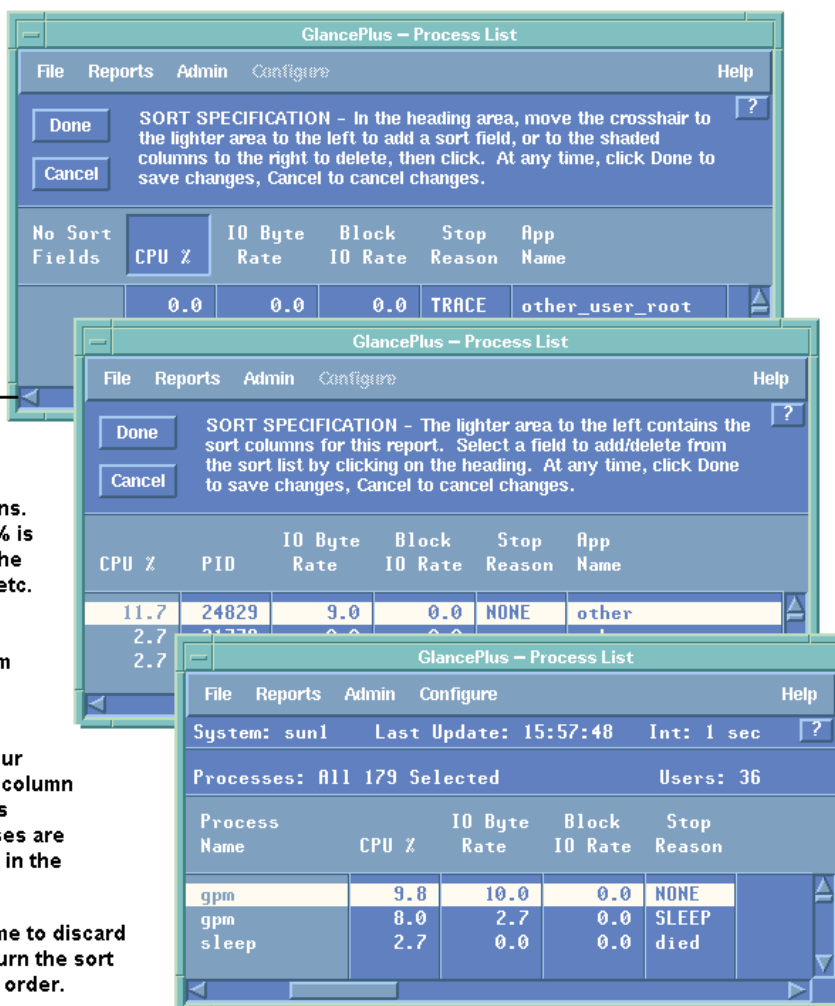 GlancePlus – Process List
File Reports Admin Configure Help
Done
Cancel
SORT SPECIFICATION – In the heading area, move the crosshair to
the lighter area to the left to add a sort field, or to the shaded
columns to the right to delete, then click. At any time, click Done to
save changes, Cancel to cancel changes.
?
No Sort IO Byte Block Stop App
Fields CPU % Rate IO Rate Reason Name
0.0 0.0 0.0 TRACE other_user_root
GlancePlus – Process List
File Reports Admin Configure Help
Done
Cancel
SORT SPECIFICATION – The lighter area to the left contains the
sort columns for this report. Select a field to add/delete from
the sort list by clicking on the heading. At any time, click Done
to save changes, Cancel to cancel changes.
?
IO Byte Block Stop App
CPU % PID Rate IO Rate Reason Name
11.7 24829 9.0 0.0 NONE other
2.7
2.7
GlancePlus – Process List
File Reports Admin Configure Help
System: sun1 Last Update: 15:57:48 Int: 1 sec ?
Processes: All 179 Selected Users: 36
Process IO Byte Block Stop
Name CPU % Rate IO Rate Reason
gpm 9.8 10.0 0.0 NONE
gpm 8.0 2.7 0.0 SLEEP
sleep 2.7 0.0 0.0 died
% is
etc.
column
ses are
in the
to discard
urn the sort
order.